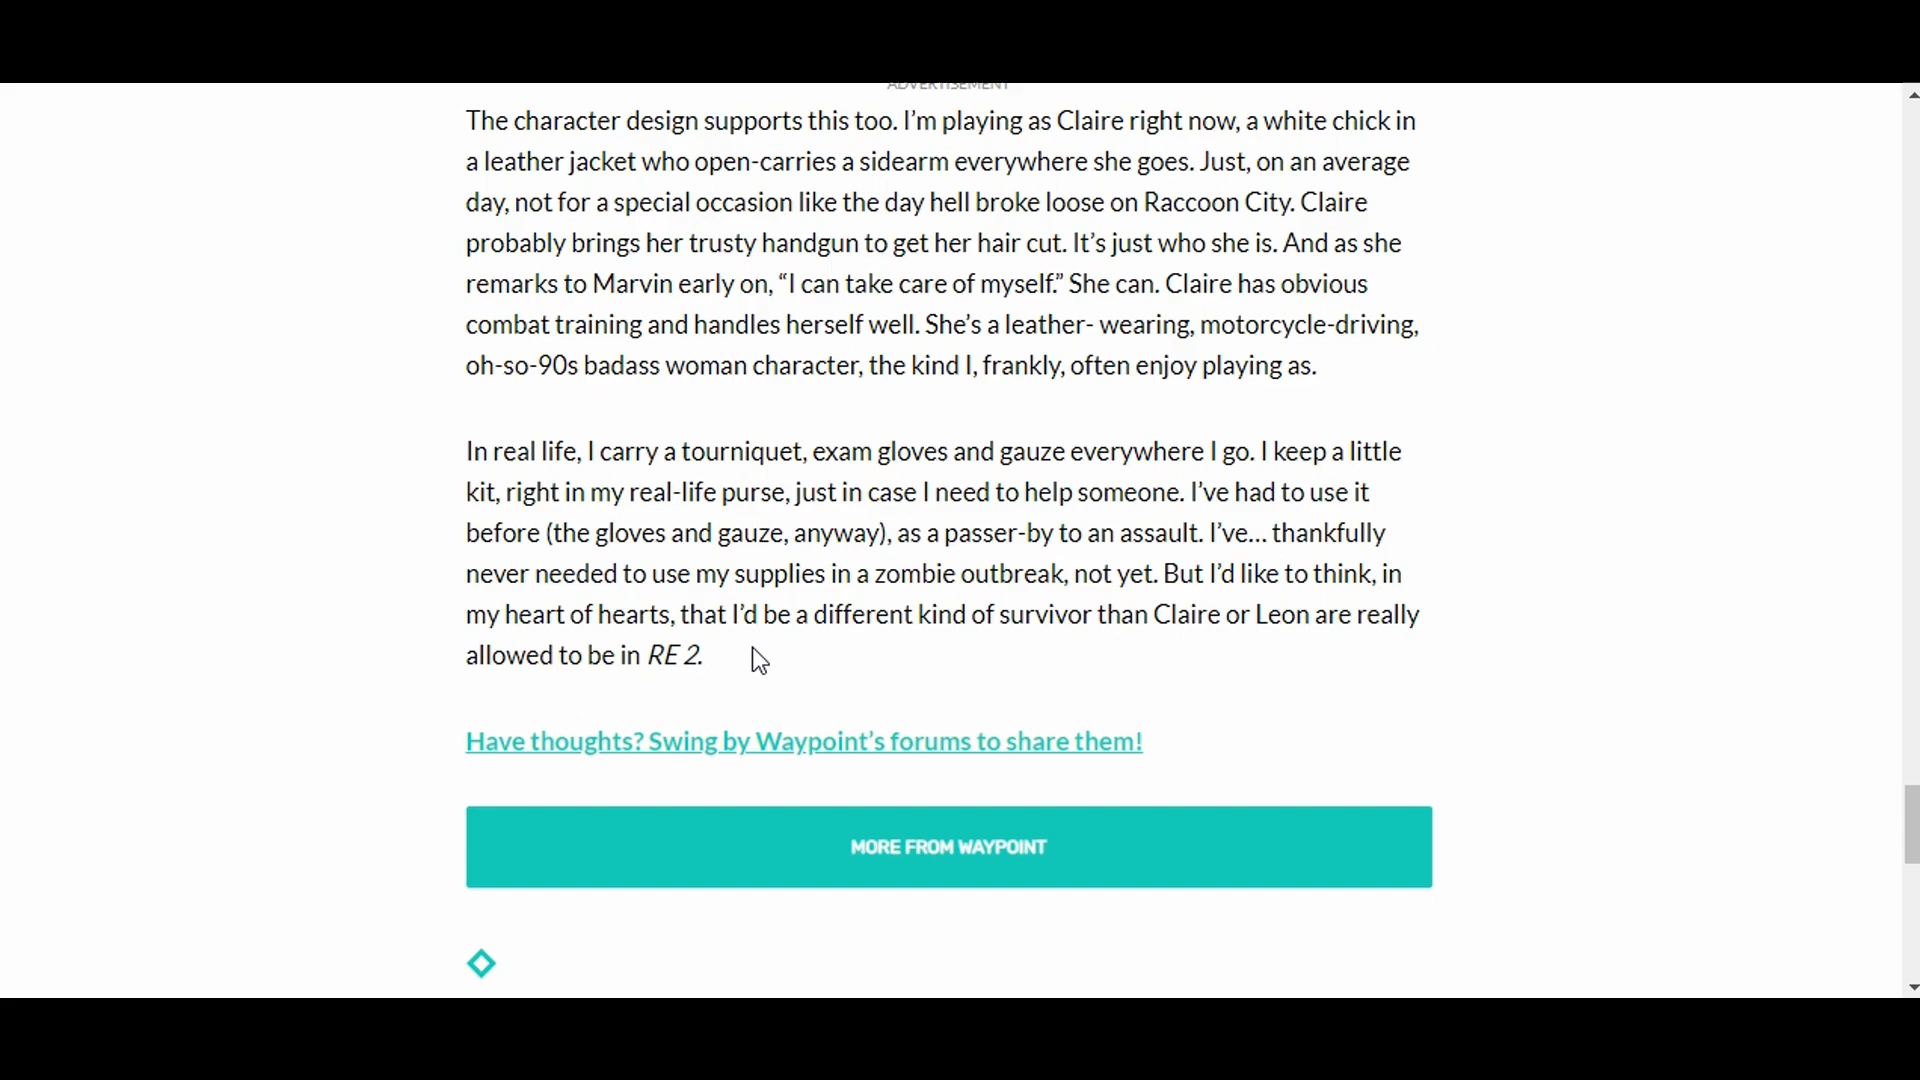 ADVERTISEMENT
The character design supports this too. I’m playing as Claire right now, a white chick in
a leather jacket who open-carries a sidearm everywhere she goes. Just, on an average
day, not for a special occasion like the day hell broke loose on Raccoon City. Claire
probably brings her trusty handgun to get her hair cut. It’s just who she is. And as she
remarks to Marvin early on, “I can take care of myself.” She can. Claire has obvious
combat training and handles herself well. She’s a leather- wearing, motorcycle-driving,
oh-so-90s badass woman character, the kind I, frankly, often enjoy playing as.
In real life, I carry a tourniquet, exam gloves and gauze everywhere I go. I keep a little
kit, right in my real-life purse, just in case I need to help someone. I’ve had to use it
before (the gloves and gauze, anyway), as a passer-by to an assault. I’ve… thankfully
never needed to use my supplies in a zombie outbreak, not yet. But I’d like to think, in
my heart of hearts, that I’d be a different kind of survivor than Claire or Leon are really
allowed to be in RE 2.
Have thoughts? Swing by Waypoint’s forums to share them!
MORE FROM WAYPOINT